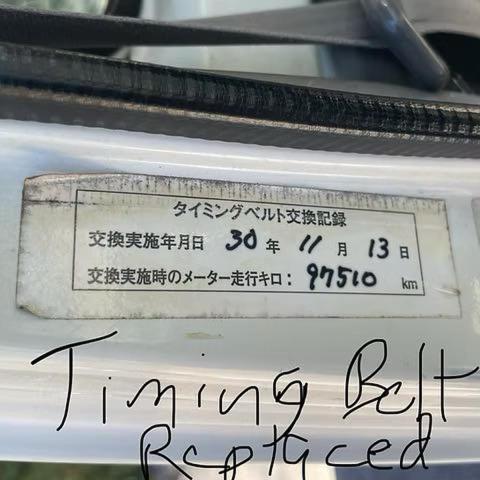 タイミングベルト交換記録
交換実施年月日 30 年 11 月 13 日
交換実施時のメーター走行キロ： 97510 km
Timing Belt
Replaced